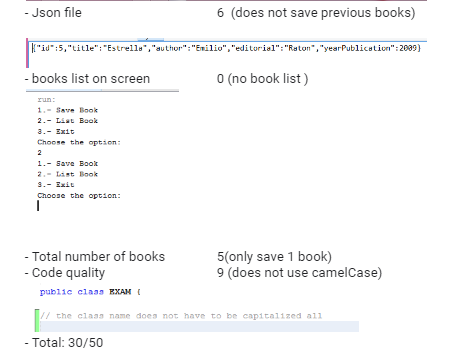 - Json file 6 (does not save previous books)
{"id":5,"title":"Estrella","author":"Emilio","editorial":"Raton","yearPublication":2009}
- books list on screen 0 (no book list )
run:
1.- Save Book
2.- List Book
3.- Exit
Choose the option:
2
1.- Save Book
2.- List Book
3.- Exit
Choose the option:
- Total number of books 5(only save 1 book)
- Code quality 9 (does not use camelCase)
public class EXAM {
// the class name does not have to be capitalized all
- Total: 30/50